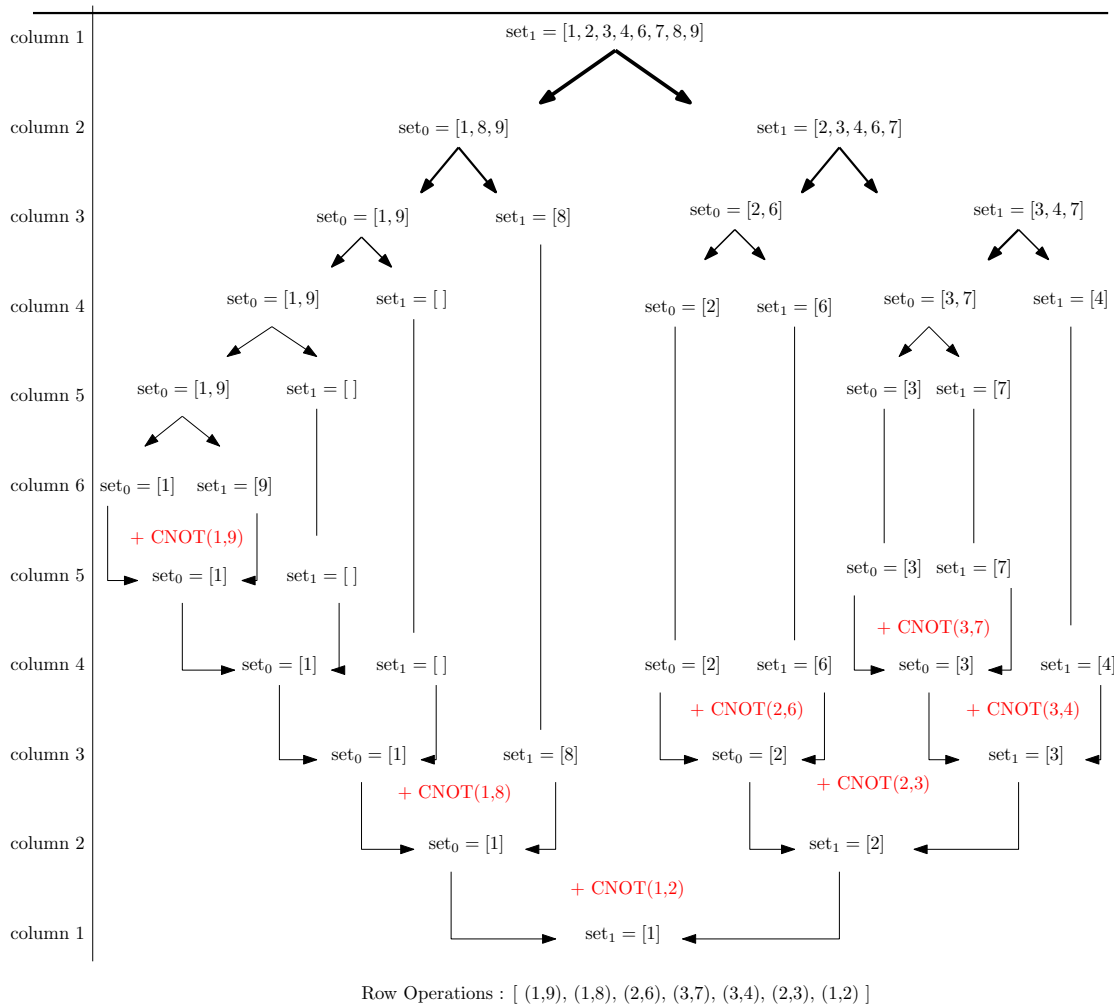 column 1 set₁ = [1, 2, 3, 4, 6, 7, 8, 9]
column 2 set₀ = [1, 8, 9] set₁ = [2, 3, 4, 6, 7]
column 3 set₀ = [1, 9] set₁ = [8] set₀ = [2, 6] set₁ = [3, 4, 7]
column 4 set₀ = [1, 9] set₁ = [ ] set₀ = [2] set₁ = [6] set₀ = [3, 7] set₁ = [4]
column 5 set₀ = [1, 9] set₁ = [ ] set₀ = [3] set₁ = [7]
column 6 set₀ = [1] set₁ = [9]
+ CNOT(1,9)
column 5 set₀ = [1] set₁ = [ ] set₀ = [3] set₁ = [7]
+ CNOT(3,7)
column 4 set₀ = [1] set₁ = [ ] set₀ = [2] set₁ = [6] set₀ = [3] set₁ = [4]
+ CNOT(2,6) + CNOT(3,4)
column 3 set₀ = [1] set₁ = [8] set₀ = [2] set₁ = [3]
+ CNOT(1,8) + CNOT(2,3)
column 2 set₀ = [1] set₁ = [2]
+ CNOT(1,2)
column 1 set₁ = [1]
Row Operations : [ (1,9), (1,8), (2,6), (3,7), (3,4), (2,3), (1,2) ]